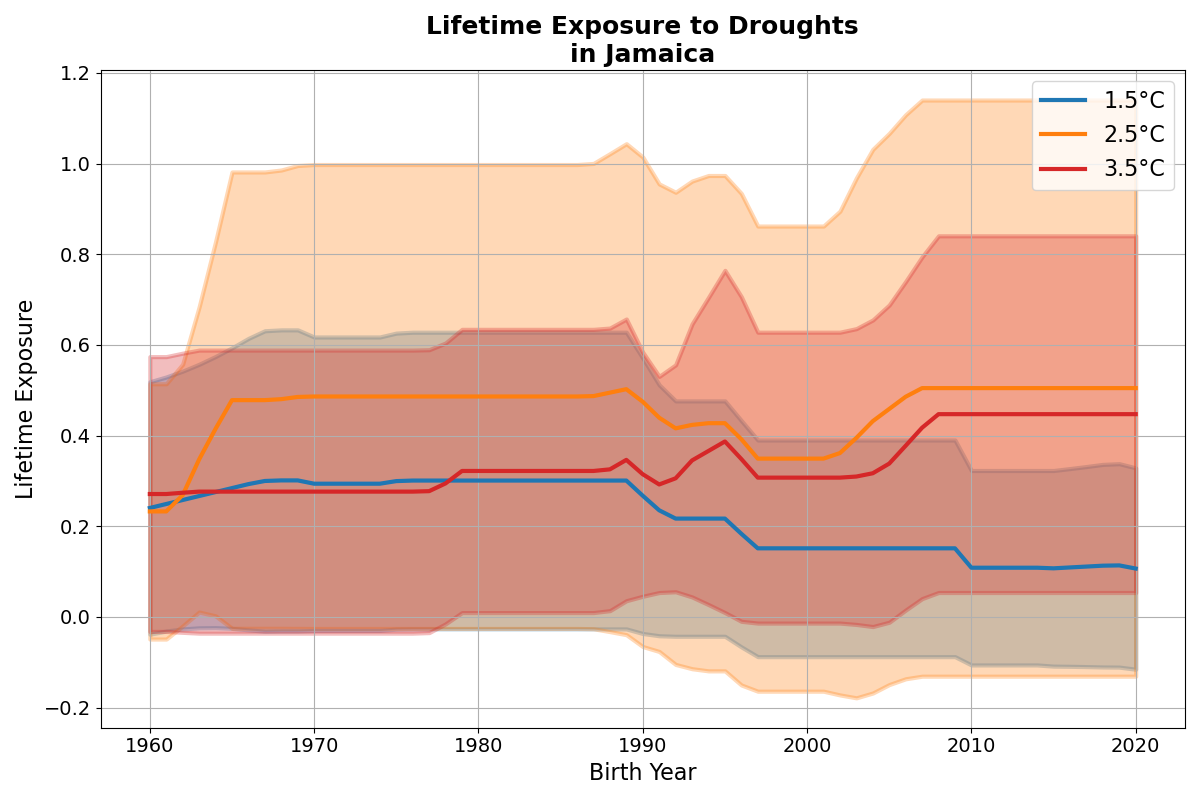 Lifetime Exposure to Droughts
in Jamaica
1.2
1.0
0.8
0.6
0.4
0.2
0.0
−0.2
Lifetime Exposure
1.5°C
2.5°C
3.5°C
1960 1970 1980 1990 2000 2010 2020
Birth Year